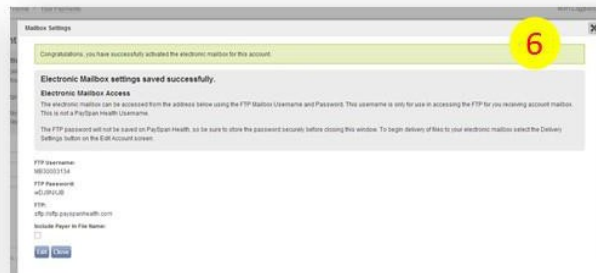 Mailbox Settings
X
6
Congratulations, you have successfully activated the electronic mailbox for this account.
Electronic Mailbox settings saved successfully.
Electronic Mailbox Access
The electronic mailbox can be accessed from the address below using the FTP Mailbox Username and Password. This username is only for use in accessing the FTP for you receiving account mailbox.
This is not a PaySpan Health Username.
The FTP password will not be saved on PaySpan Health, so be sure to store the password securely before closing this window. To begin delivery of files to your electronic mailbox select the Delivery
Settings button on the Edit Account screen.
FTP Username:
MB30003134
FTP Password:
FTP:
sftp://sftp.payspanhealth.com
Include Payer in File Name:
Edit Close